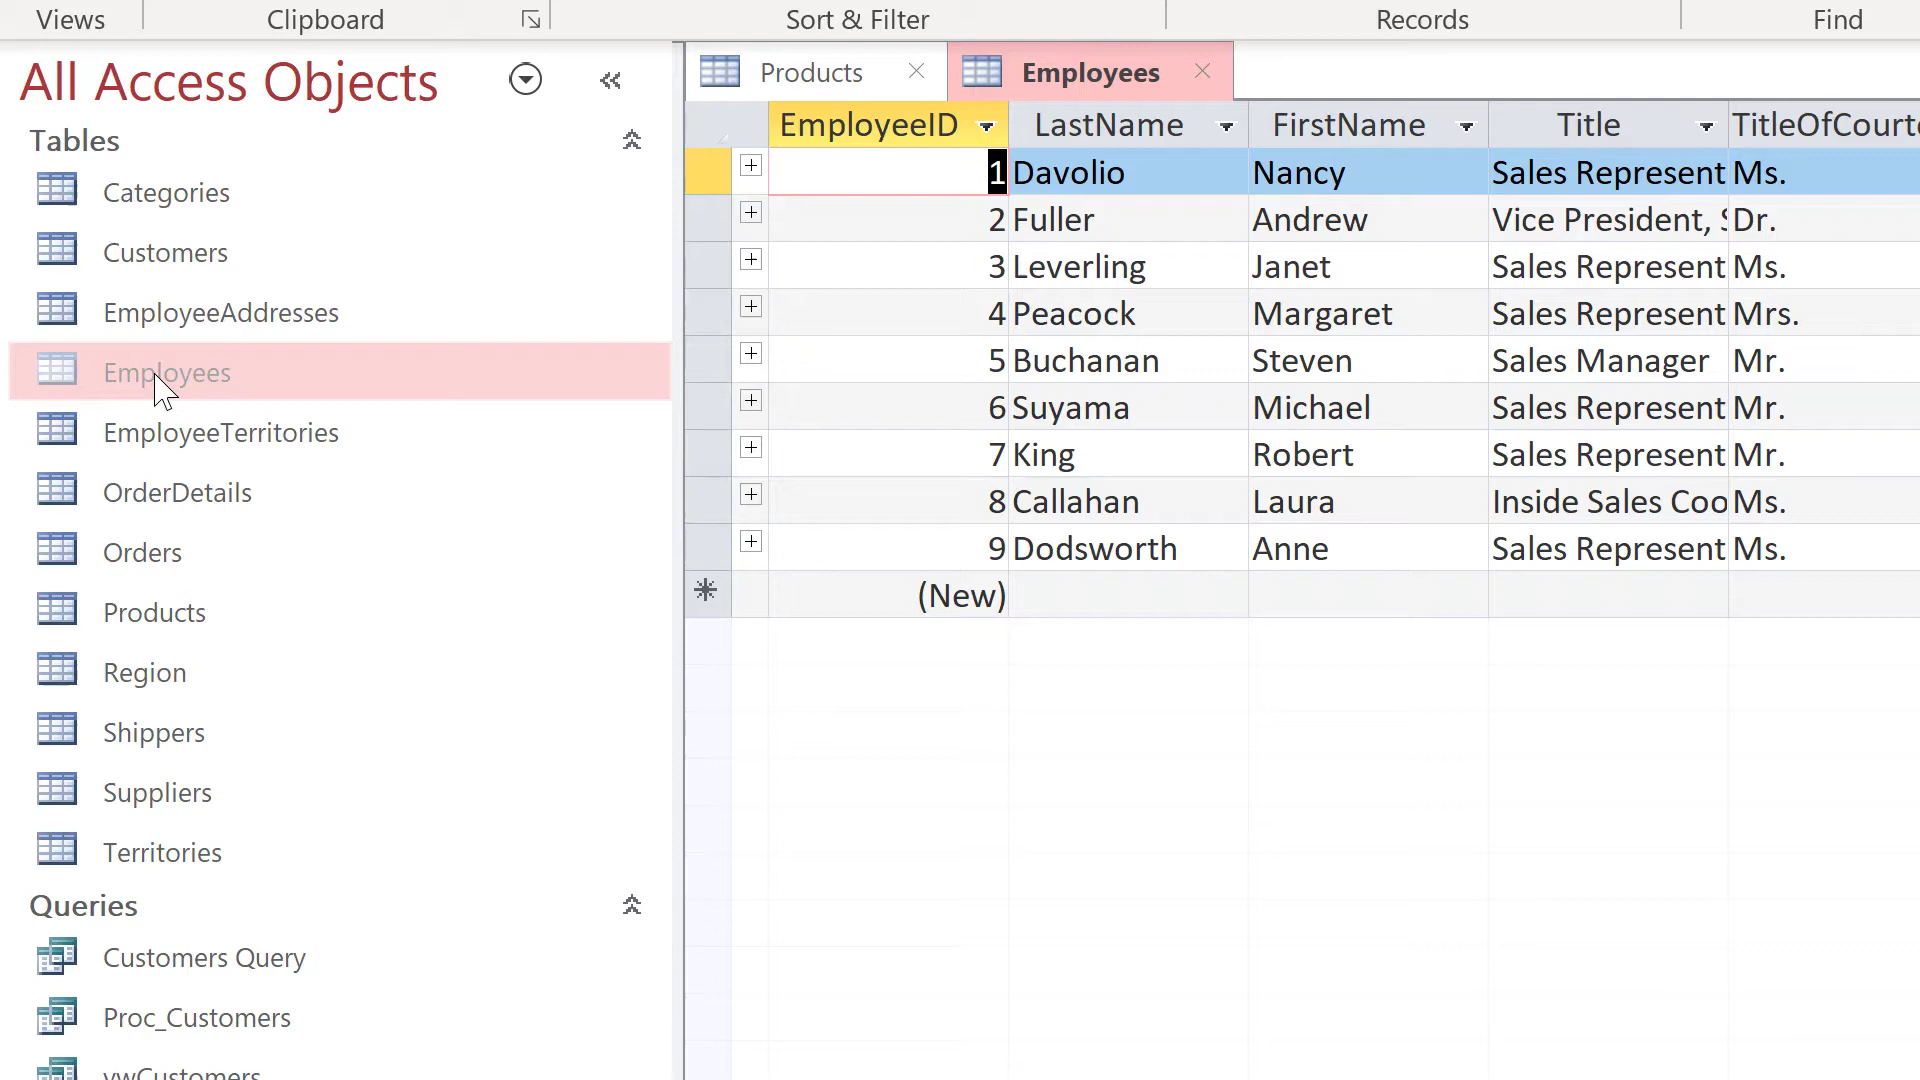 Views Clipboard Sort & Filter Records Find
All Access Objects
Tables
Categories
Customers
EmployeeAddresses
Employees
EmployeeTerritories
OrderDetails
Orders
Products
Region
Shippers
Suppliers
Territories
Queries
Customers Query
Proc_Customers
vwCustomers
Products Employees
EmployeeID LastName FirstName Title TitleOfCourte
1 Davolio Nancy Sales Represent Ms.
2 Fuller Andrew Vice President, S Dr.
3 Leverling Janet Sales Represent Ms.
4 Peacock Margaret Sales Represent Mrs.
5 Buchanan Steven Sales Manager Mr.
6 Suyama Michael Sales Represent Mr.
7 King Robert Sales Represent Mr.
8 Callahan Laura Inside Sales Coo Ms.
9 Dodsworth Anne Sales Represent Ms.
(New)